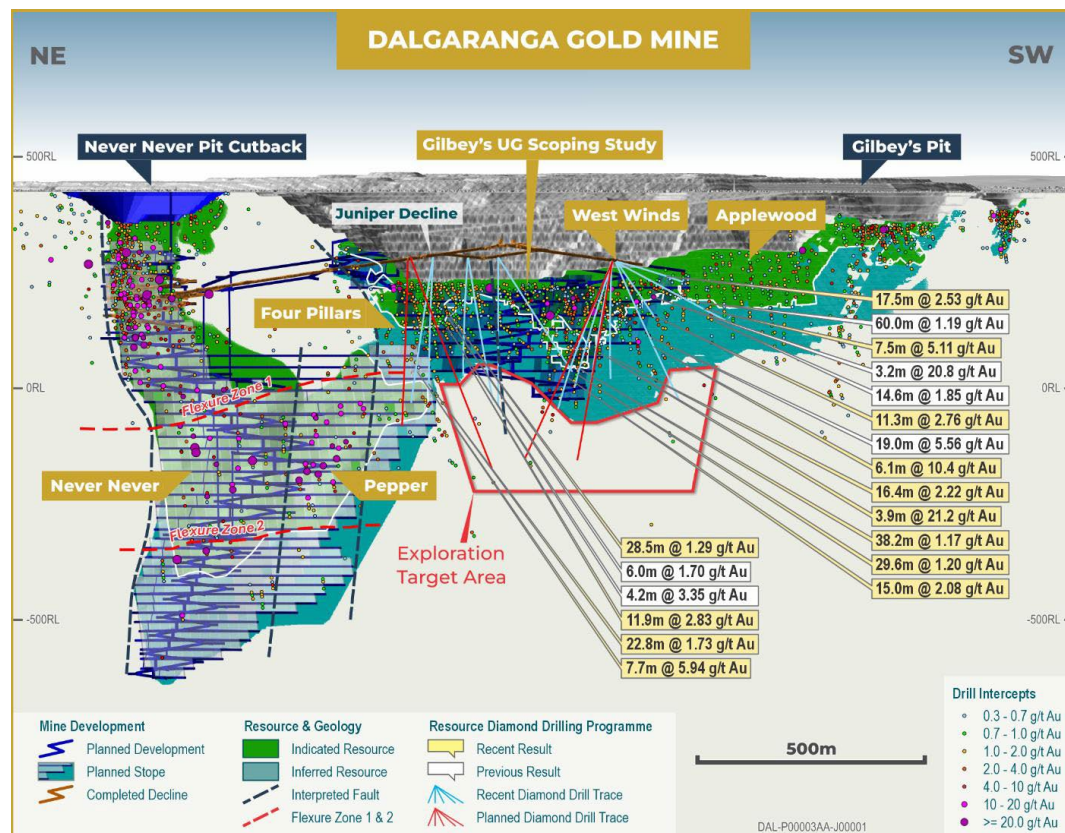 DALGARANGA GOLD MINE
NE
SW
500RL
500RL
Never Never Pit Cutback
Gilbey's UG Scoping Study
Gilbey's Pit
Juniper Decline
West Winds
Applewood
Four Pillars
17.5m @ 2.53 g/t Au
60.0m @ 1.19 g/t Au
7.5m @ 5.11 g/t Au
3.2m @ 20.8 g/t Au
14.6m @ 1.85 g/t Au
11.3m @ 2.76 g/t Au
19.0m @ 5.56 g/t Au
6.1m @ 10.4 g/t Au
16.4m @ 2.22 g/t Au
3.9m @ 21.2 g/t Au
38.2m @ 1.17 g/t Au
29.6m @ 1.20 g/t Au
15.0m @ 2.08 g/t Au
0RL
0RL
Flexure Zone 1
Never Never
Pepper
Flexure Zone 2
Exploration
Target Area
28.5m @ 1.29 g/t Au
6.0m @ 1.70 g/t Au
4.2m @ 3.35 g/t Au
11.9m @ 2.83 g/t Au
22.8m @ 1.73 g/t Au
7.7m @ 5.94 g/t Au
-500RL
-500RL
Mine Development
Planned Development
Planned Stope
Completed Decline
Resource & Geology
Indicated Resource
Inferred Resource
Interpreted Fault
Flexure Zone 1 & 2
Resource Diamond Drilling Programme
Recent Result
Previous Result
Recent Diamond Drill Trace
Planned Diamond Drill Trace
500m
DAL-P00003AA-J00001
Drill Intercepts
0.3 - 0.7 g/t Au
0.7 - 1.0 g/t Au
1.0 - 2.0 g/t Au
2.0 - 4.0 g/t Au
4.0 - 10 g/t Au
10 - 20 g/t Au
>= 20.0 g/t Au